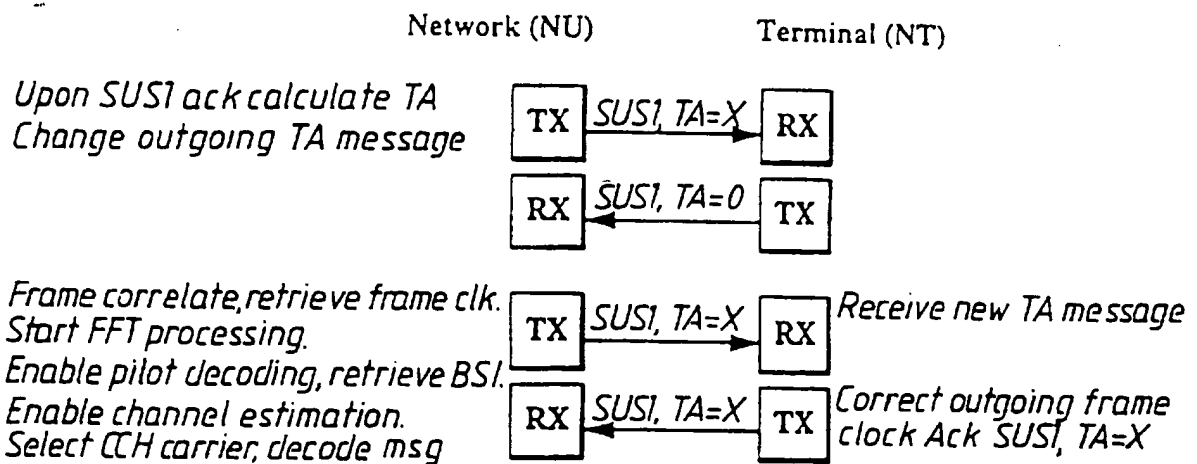 Network (NU) Terminal (NT)
Upon SUS1 ack calculate TA
Change outgoing TA message
TX SUS1, TA=X RX
RX SUS1, TA=0 TX
Frame correlate, retrieve frame clk.
Start FFT processing.
TX SUS1, TA=X RX
Receive new TA message
Enable pilot decoding, retrieve BSI.
Enable channel estimation.
Select CCH carrier, decode msg
RX SUS1, TA=X TX
Correct outgoing frame
clock Ack SUS1, TA=X